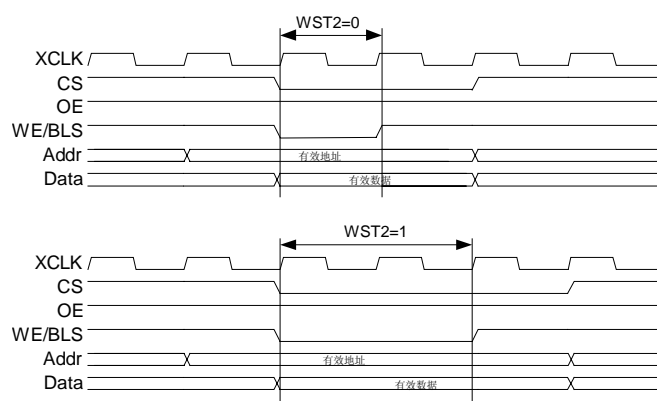 WST2=0
XCLK
CS
OE
WE/BLS
Addr 有效地址
Data 有效数据
WST2=1
XCLK
CS
OE
WE/BLS
Addr 有效地址
Data 有效数据